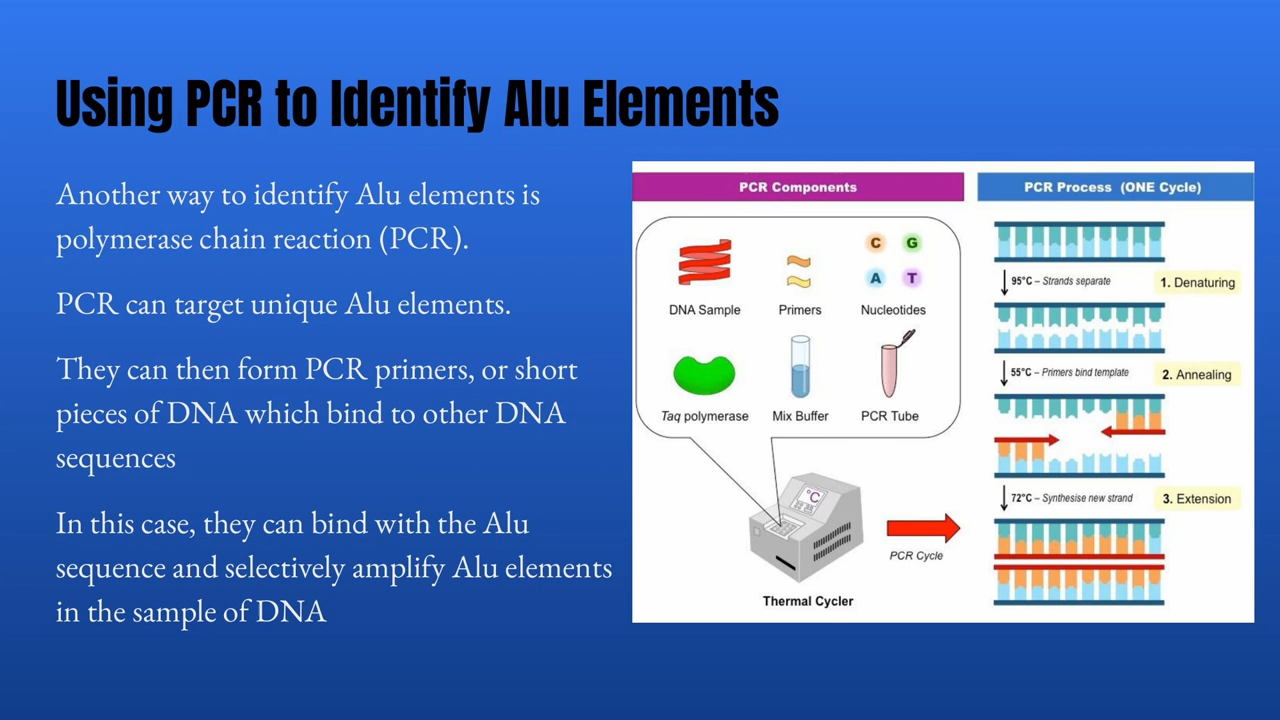 Using PCR to Identify Alu Elements
Another way to identify Alu elements is
polymerase chain reaction (PCR).
PCR can target unique Alu elements.
They can then form PCR primers, or short
pieces of DNA which bind to other DNA
sequences
In this case, they can bind with the Alu
sequence and selectively amplify Alu elements
in the sample of DNA
PCR Components
C G
A T
DNA Sample Primers Nucleotides
Taq polymerase Mix Buffer PCR Tube
°C
PCR Cycle
Thermal Cycler
PCR Process (ONE Cycle)
95°C – Strands separate 1. Denaturing
55°C – Primers bind template 2. Annealing
72°C – Synthesise new strand 3. Extension